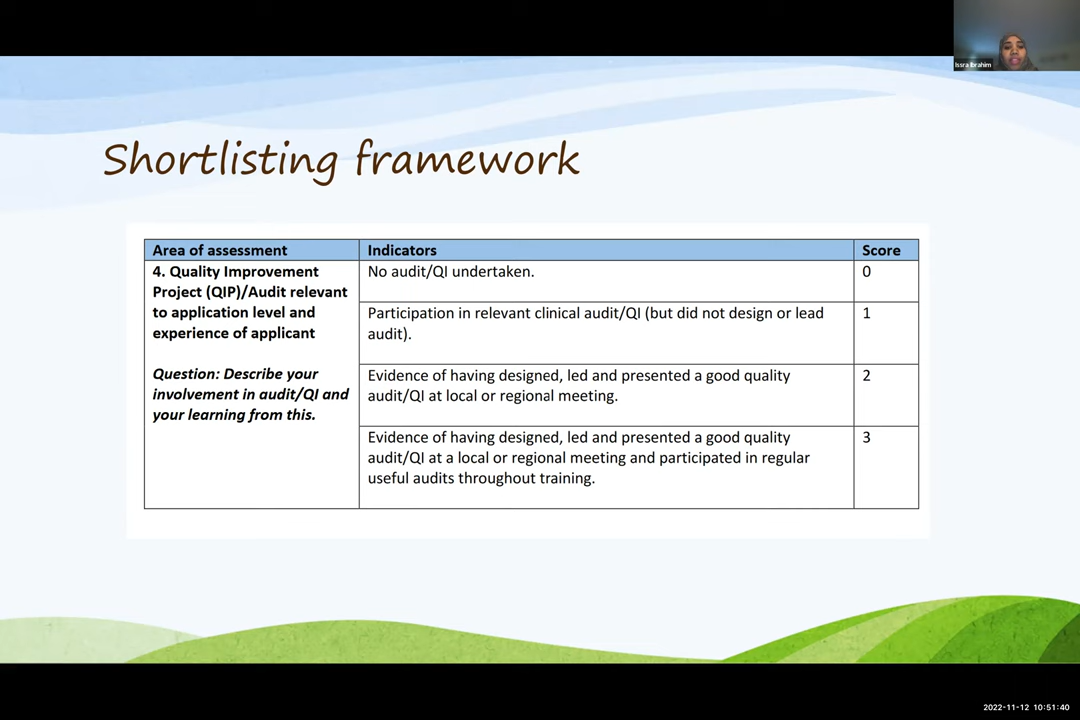 Issra Ibrahim
Shortlisting framework
Area of assessment
Indicators
Score
4. Quality Improvement
Project (QIP)/Audit relevant
to application level and
experience of applicant
Question: Describe your
involvement in audit/QI and
your learning from this.
No audit/QI undertaken.
0
Participation in relevant clinical audit/QI (but did not design or lead
audit).
1
Evidence of having designed, led and presented a good quality
audit/QI at local or regional meeting.
2
Evidence of having designed, led and presented a good quality
audit/QI at a local or regional meeting and participated in regular
useful audits throughout training.
3
2022-11-12 10:51:40